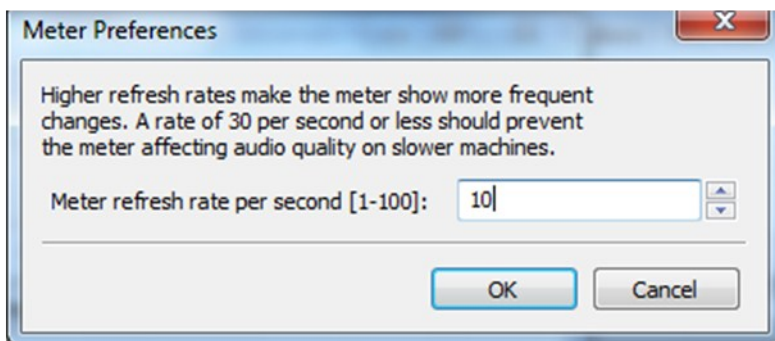 Meter Preferences
Higher refresh rates make the meter show more frequent
changes. A rate of 30 per second or less should prevent
the meter affecting audio quality on slower machines.
Meter refresh rate per second [1-100]: 10
OK Cancel